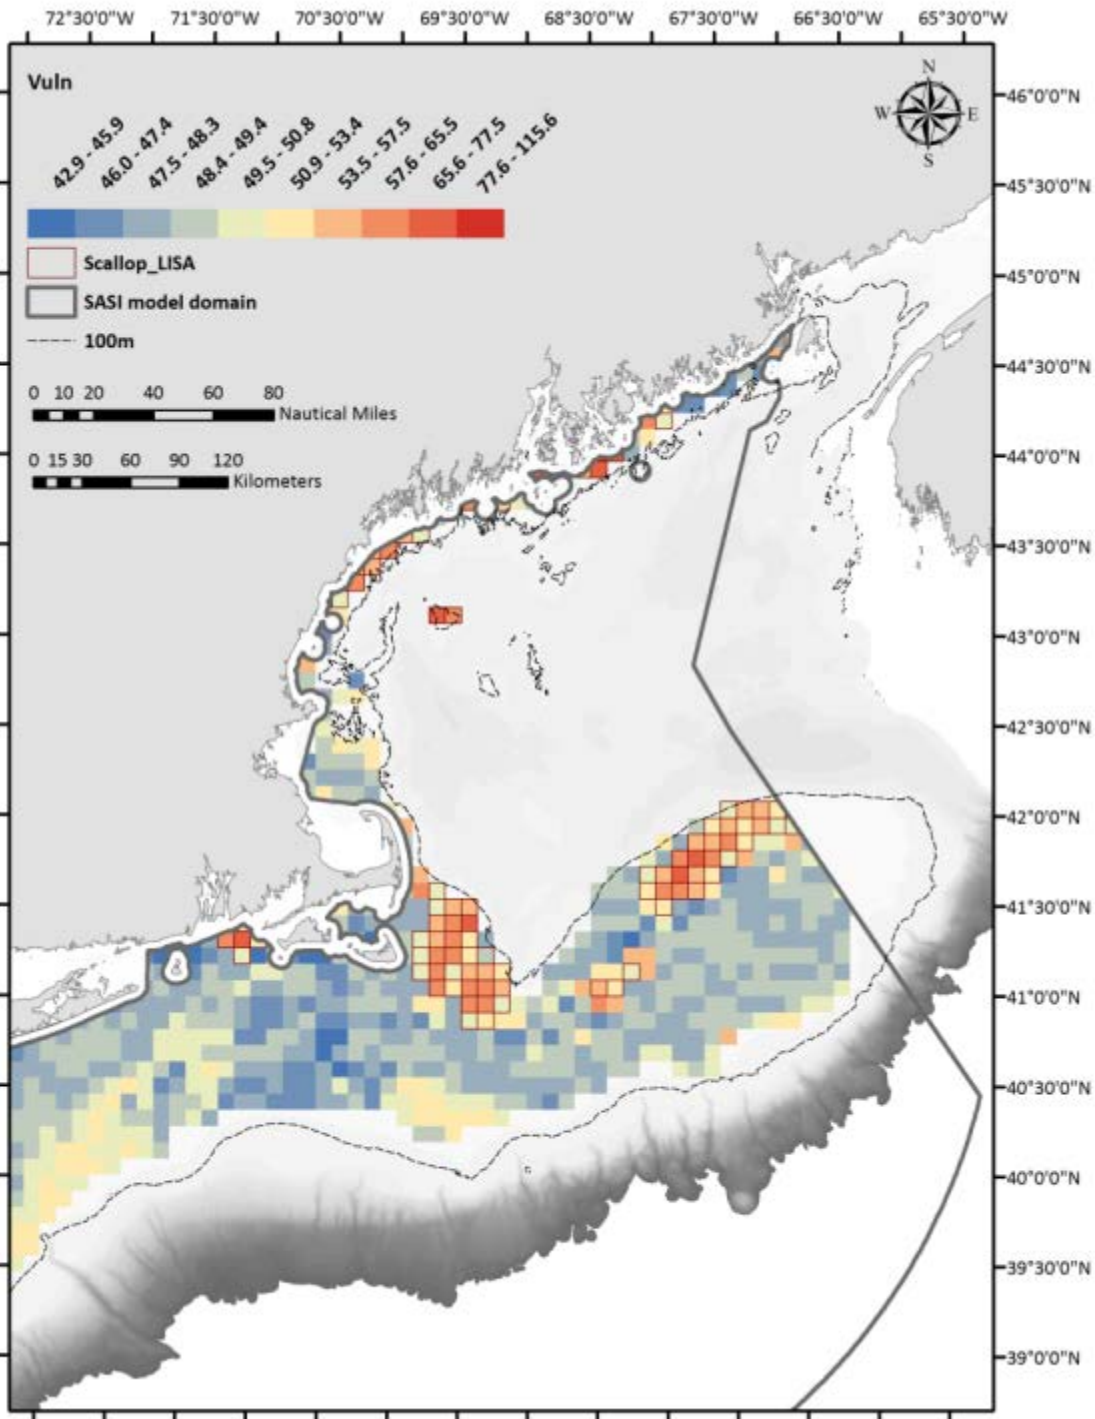 72°30'0"W 71°30'0"W 70°30'0"W 69°30'0"W 68°30'0"W 67°30'0"W 66°30'0"W 65°30'0"W
Vuln
42.9 - 45.9
46.0 - 47.4
47.5 - 48.3
48.4 - 49.4
49.5 - 50.8
50.9 - 53.4
53.5 - 57.5
57.6 - 65.5
65.6 - 77.5
77.6 - 115.6
Scallop_LISA
SASI model domain
100m
0 10 20 40 60 80
Nautical Miles
0 15 30 60 90 120
Kilometers
N
W E
S
46°0'0"N
45°30'0"N
45°0'0"N
44°30'0"N
44°0'0"N
43°30'0"N
43°0'0"N
42°30'0"N
42°0'0"N
41°30'0"N
41°0'0"N
40°30'0"N
40°0'0"N
39°30'0"N
39°0'0"N